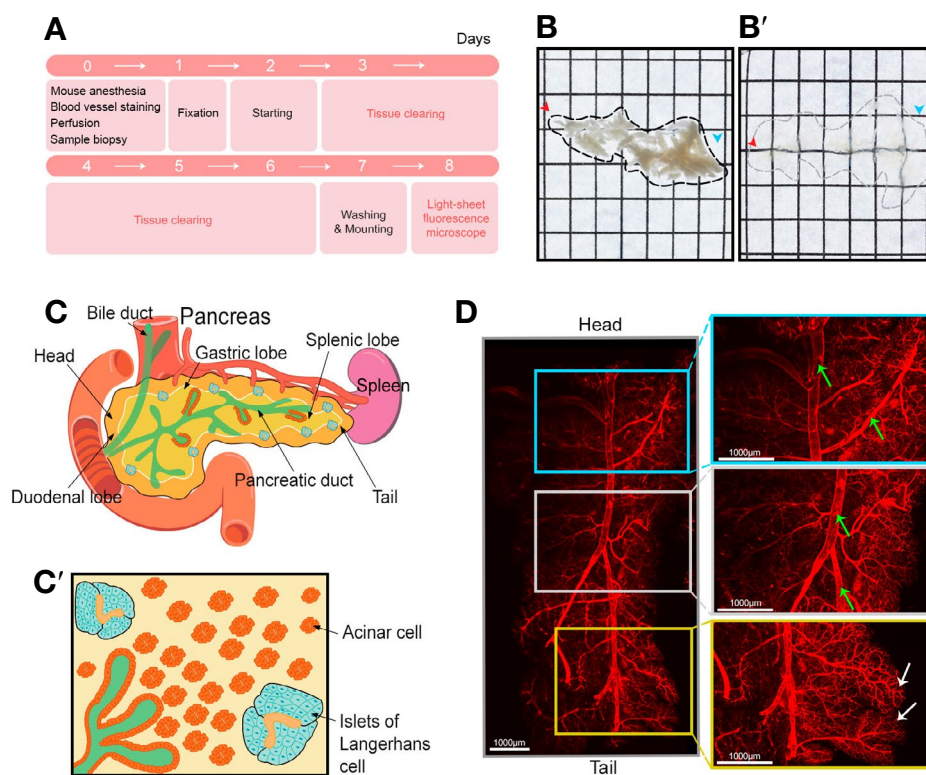 A
Days
0 1 2 3
Mouse anesthesia
Blood vessel staining
Perfusion
Sample biopsy
Fixation
Starting
Tissue clearing
4 5 6 7 8
Tissue clearing
Washing
& Mounting
Light-sheet
fluorescence
microscope
B
B'
C
Bile duct
Pancreas
Head
Gastric lobe
Splenic lobe
Spleen
Duodenal lobe
Pancreatic duct
Tail
C'
Acinar cell
Islets of
Langerhans
cell
D
Head
1000μm
1000μm
1000μm
1000μm
Tail